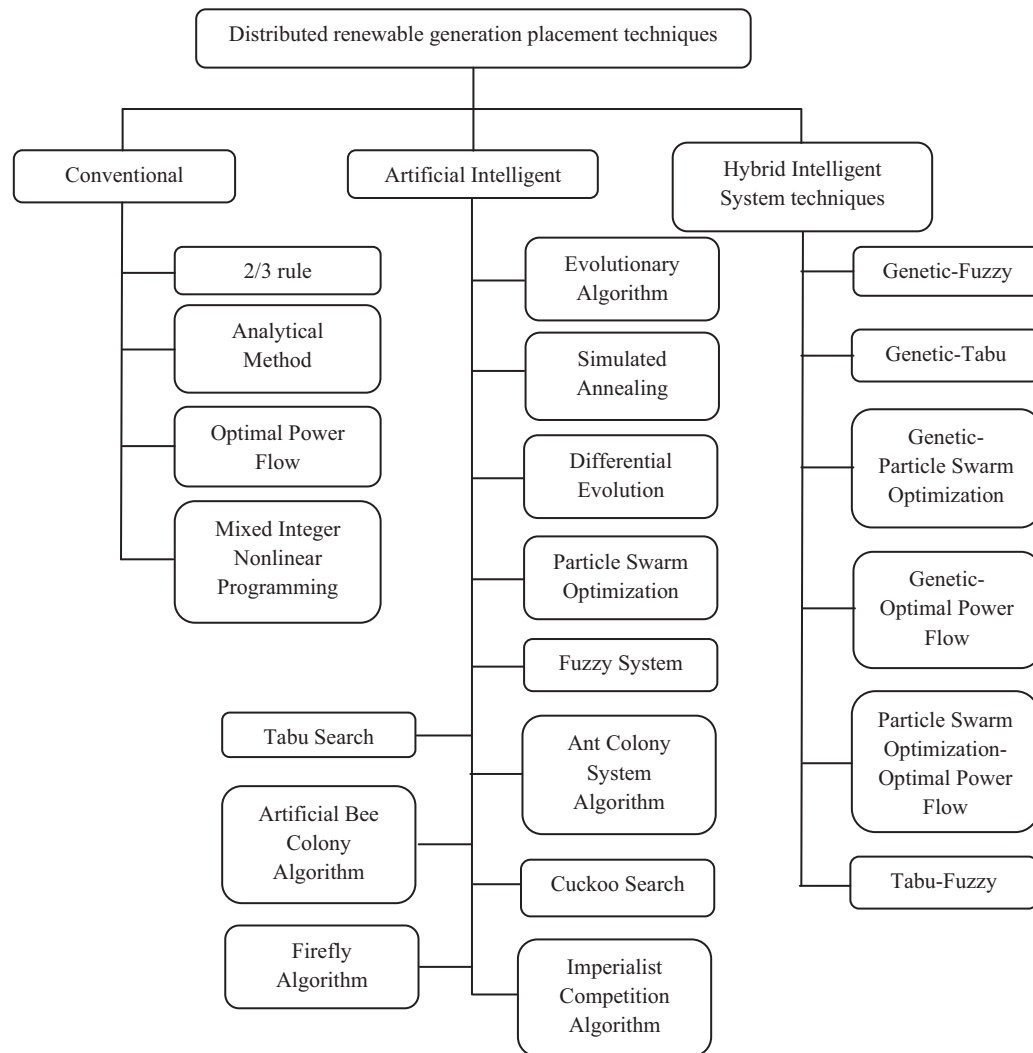 Distributed renewable generation placement techniques
Conventional
Artificial Intelligent
Hybrid Intelligent
System techniques
2/3 rule
Analytical
Method
Optimal Power
Flow
Mixed Integer
Nonlinear
Programming
Evolutionary
Algorithm
Simulated
Annealing
Differential
Evolution
Particle Swarm
Optimization
Fuzzy System
Tabu Search
Ant Colony
System
Algorithm
Artificial Bee
Colony
Algorithm
Cuckoo Search
Firefly
Algorithm
Imperialist
Competition
Algorithm
Genetic-Fuzzy
Genetic-Tabu
Genetic-
Particle Swarm
Optimization
Genetic-
Optimal Power
Flow
Particle Swarm
Optimization-
Optimal Power
Flow
Tabu-Fuzzy